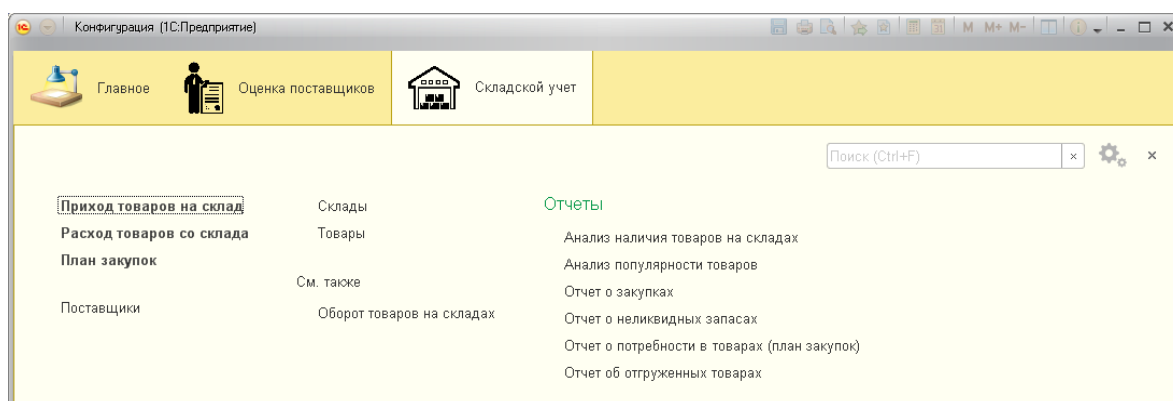 Конфигурация (1С:Предприятие)
M M+ M-
Главное
Оценка поставщиков
Складской учет
Поиск (Ctrl+F)
Приход товаров на склад
Расход товаров со склада
План закупок
Поставщики
Склады
Товары
См. также
Оборот товаров на складах
Отчеты
Анализ наличия товаров на складах
Анализ популярности товаров
Отчет о закупках
Отчет о неликвидных запасах
Отчет о потребности в товарах (план закупок)
Отчет об отгруженных товарах